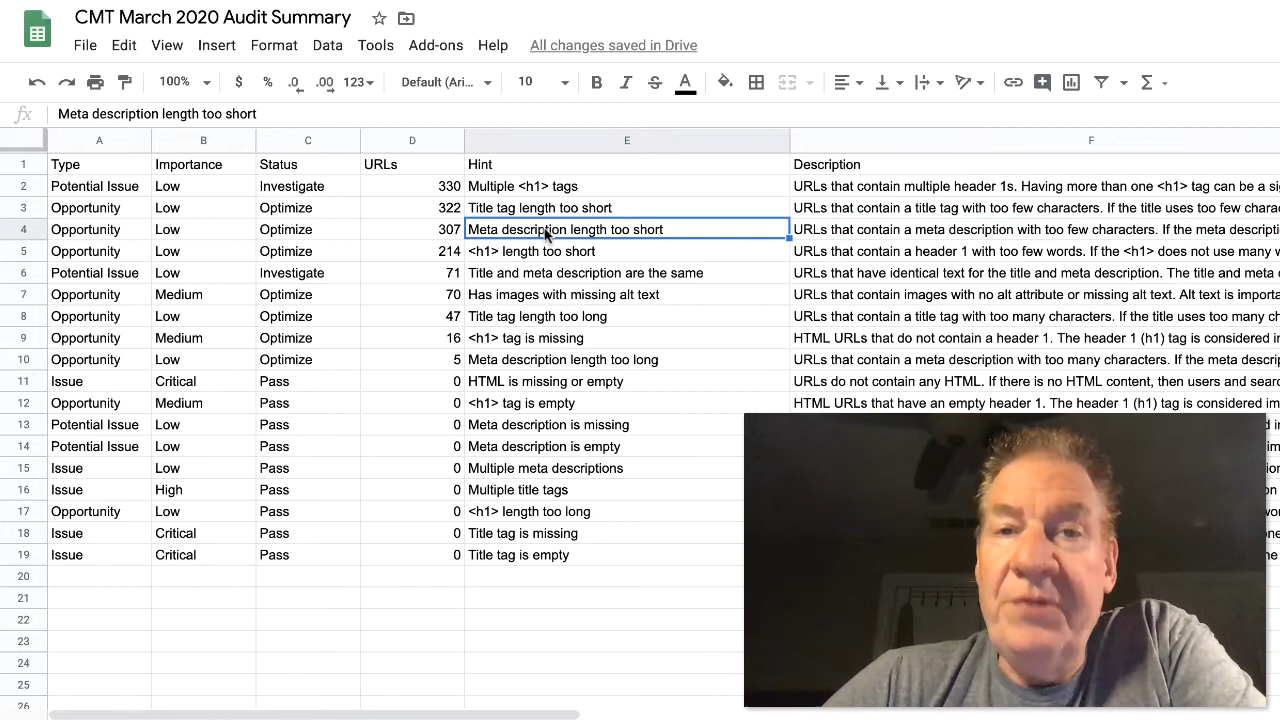 CMT March 2020 Audit Summary
File Edit View Insert Format Data Tools Add-ons Help All changes saved in Drive
100% $ % .0 .00 123 Default (Ari... 10 B I S A
fx Meta description length too short
A B C D E F
1 Type Importance Status URLs Hint Description
2 Potential Issue Low Investigate 330 Multiple <h1> tags URLs that contain multiple header 1s. Having more than one <h1> tag can be a
3 Opportunity Low Optimize 322 Title tag length too short URLs that contain a title tag with too few characters. If the title uses too few
4 Opportunity Low Optimize 307 Meta description length too short URLs that contain a meta description with too few characters. If the meta
5 Opportunity Low Optimize 214 <h1> length too short URLs that contain a header 1 with too few words. If the <h1> does not use many
6 Potential Issue Low Investigate 71 Title and meta description are the same URLs that have identical text for the title and meta description. The title and meta
7 Opportunity Medium Optimize 70 Has images with missing alt text URLs that contain images with no alt attribute or missing alt text. Alt text is
8 Opportunity Low Optimize 47 Title tag length too long URLs that contain a title tag with too many characters. If the title uses too many
9 Opportunity Medium Optimize 16 <h1> tag is missing HTML URLs that do not contain a header 1. The header 1 (h1) tag is considered
10 Opportunity Low Optimize 5 Meta description length too long URLs that contain a meta description with too many characters. If the meta
11 Issue Critical Pass 0 HTML is missing or empty URLs do not contain any HTML. If there is no HTML content, then users and
12 Opportunity Medium Pass 0 <h1> tag is empty HTML URLs that have an empty header 1. The header 1 (h1) tag is considered
13 Potential Issue Low Pass 0 Meta description is missing
14 Potential Issue Low Pass 0 Meta description is empty
15 Issue Low Pass 0 Multiple meta descriptions
16 Issue High Pass 0 Multiple title tags
17 Opportunity Low Pass 0 <h1> length too long
18 Issue Critical Pass 0 Title tag is missing
19 Issue Critical Pass 0 Title tag is empty
20
21
22
23
24
25
26